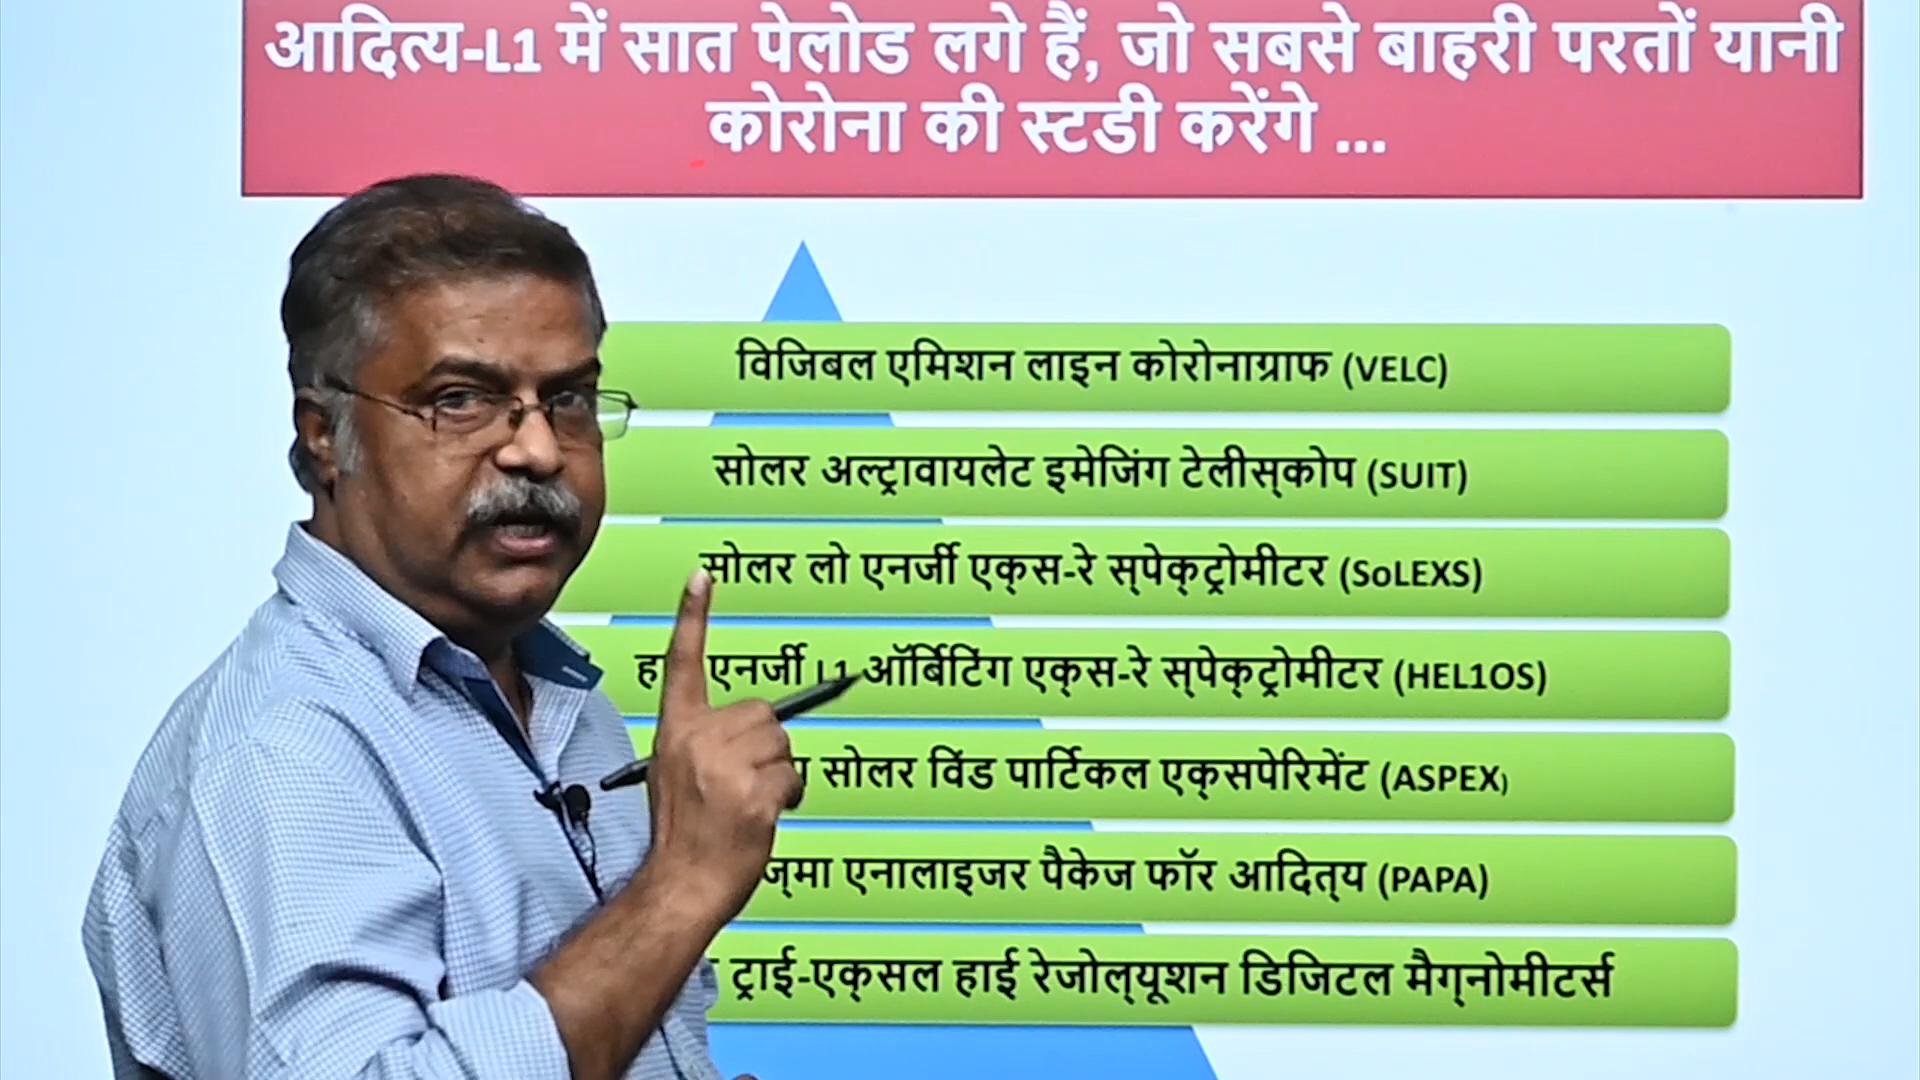 आदित्य-L1 में सात पेलोड लगे हैं, जो सबसे बाहरी परतों यानी
कोरोना की स्टडी करेंगे ...
विजिबल एमिशन लाइन कोरोनाग्राफ (VELC)
सोलर अल्ट्रावायलेट इमेजिंग टेलीस्‌कोप (SUIT)
सोलर लो एनर्जी एक्‌स-रे स्‌पेक्‌ट्रोमीटर (SoLEXS)
एनर्जी L1 ऑर्बिटिंग एक्‌स-रे स्‌पेक्‌ट्रोमीटर (HEL1OS)
सोलर विंड पार्टिकल एक्‌सपेरिमेंट (ASPEX)
एनालाइजर पैकेज फॉर आदित्‌य (PAPA)
ट्राई-एक्‌सल हाई रेजोल्‌यूशन डिजिटल मैग्‌नोमीटर्स